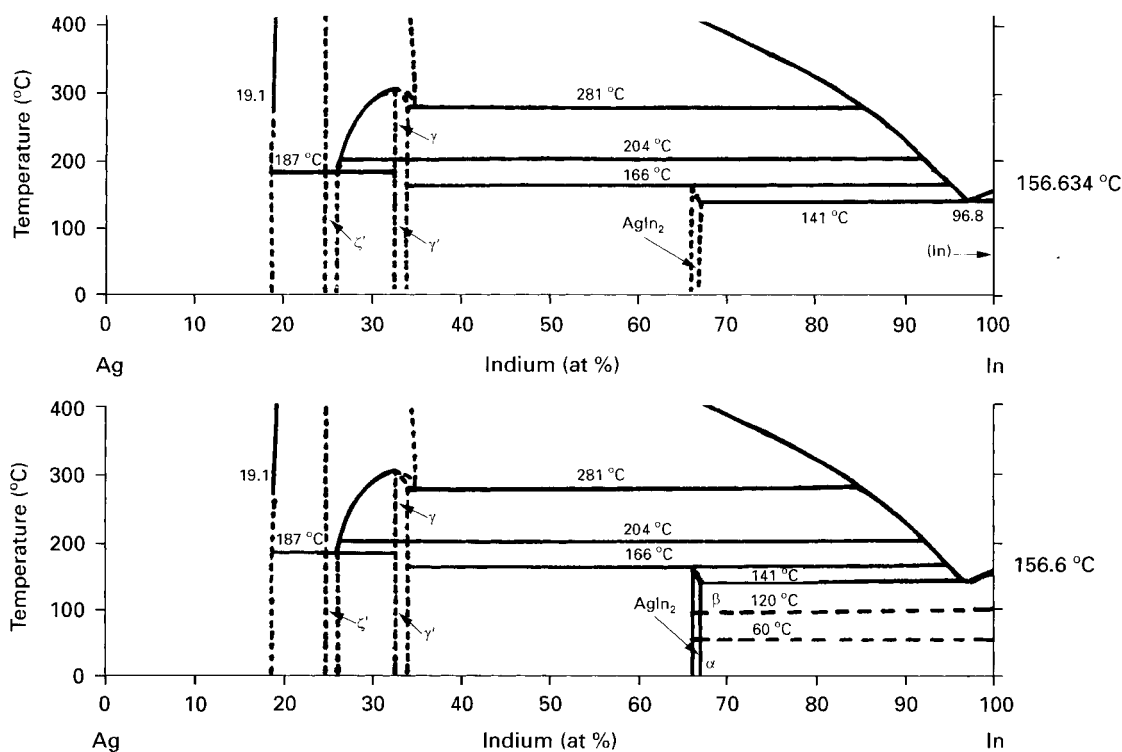 400
300
200
100
0
Temperature (°C)
19.1
187 °C
281 °C
204 °C
166 °C
141 °C
96.8
156.634 °C
γ
γ'
ζ'
AgIn2
(In)
0 10 20 30 40 50 60 70 80 90 100
Ag Indium (at %) In
400
300
200
100
0
Temperature (°C)
19.1
187 °C
281 °C
204 °C
166 °C
141 °C
120 °C
60 °C
156.6 °C
γ
γ'
ζ'
AgIn2
β
α
0 10 20 30 40 50 60 70 80 90 100
Ag Indium (at %) In